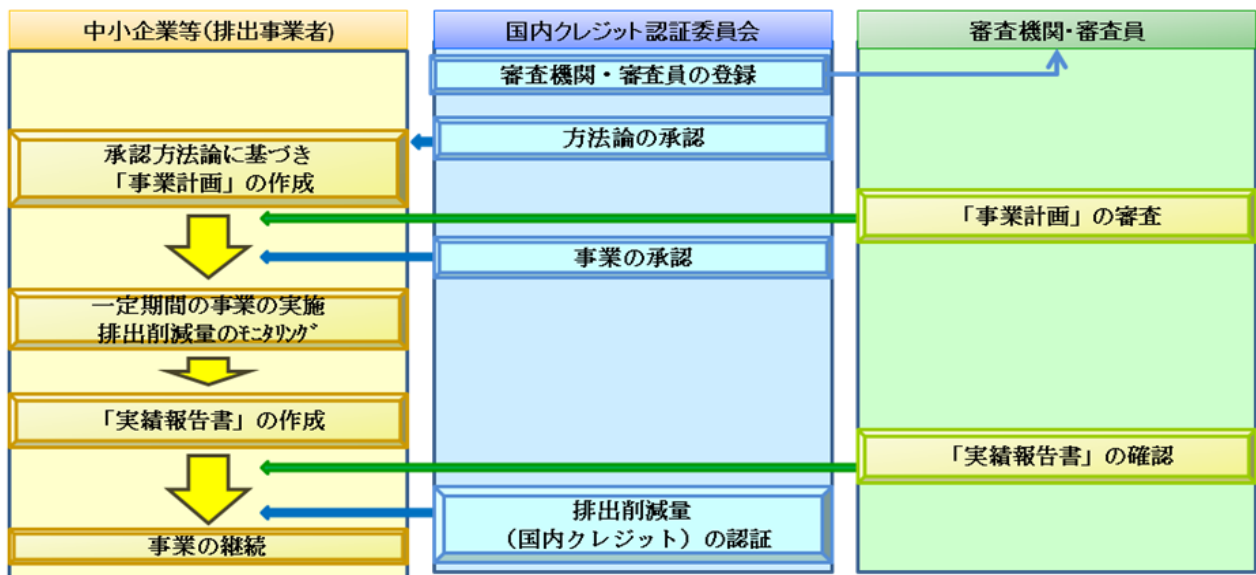 中小企業等(排出事業者)
国内クレジット認証委員会
審査機関･審査員
審査機関・審査員の登録
方法論の承認
承認方法論に基づき
「事業計画」の作成
「事業計画」の審査
事業の承認
一定期間の事業の実施
排出削減量のﾓﾆﾀﾘﾝｸﾞ
「実績報告書」の作成
「実績報告書」の確認
排出削減量
（国内クレジット）の認証
事業の継続